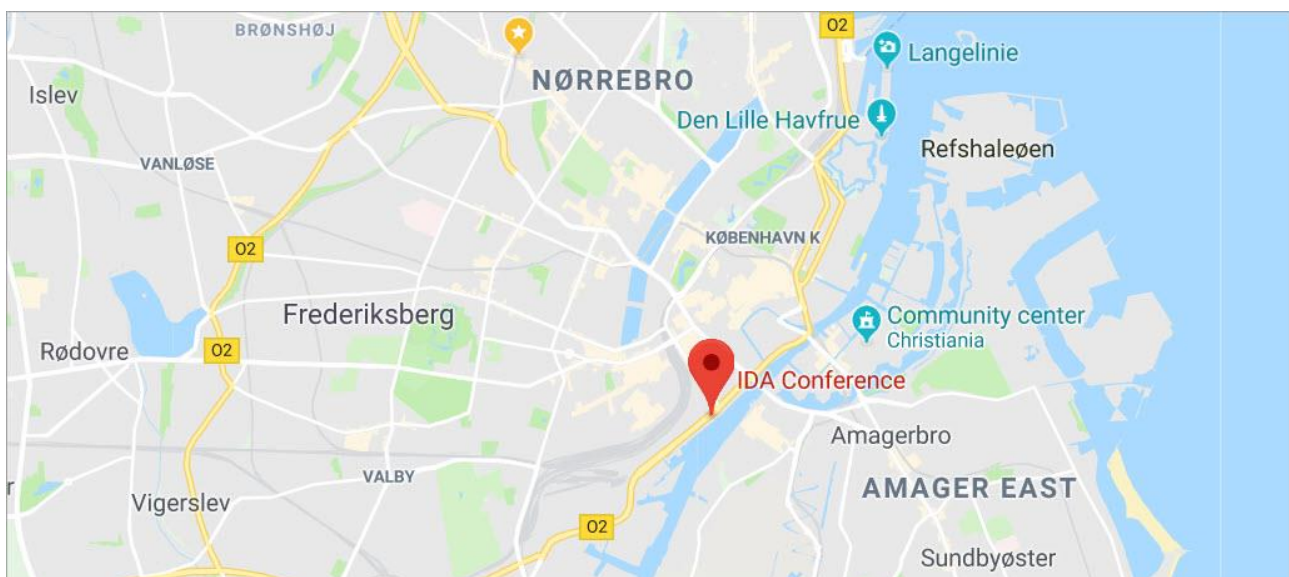 BRØNSHØJ
O2
Langelinie
NØRREBRO
Islev
Den Lille Havfrue
Refshaleøen
VANLØSE
O2
KØBENHAVN K
Frederiksberg
Community center
Christiania
Rødovre
O2
IDA Conference
Amagerbro
VALBY
AMAGER EAST
r
Vigerslev
O2
Sundbyøster